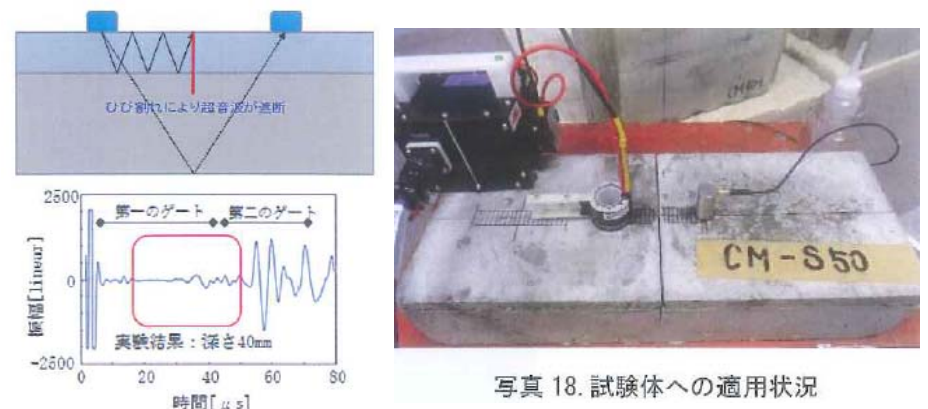 ひび割れにより超音波が遮断
2500
第一のゲート
第二のゲート
振幅[linear]
0
実験結果：深さ40mm
-2500
0
20
40
60
80
時間[μs]
CM-S50
写真 18.試験体への適用状況